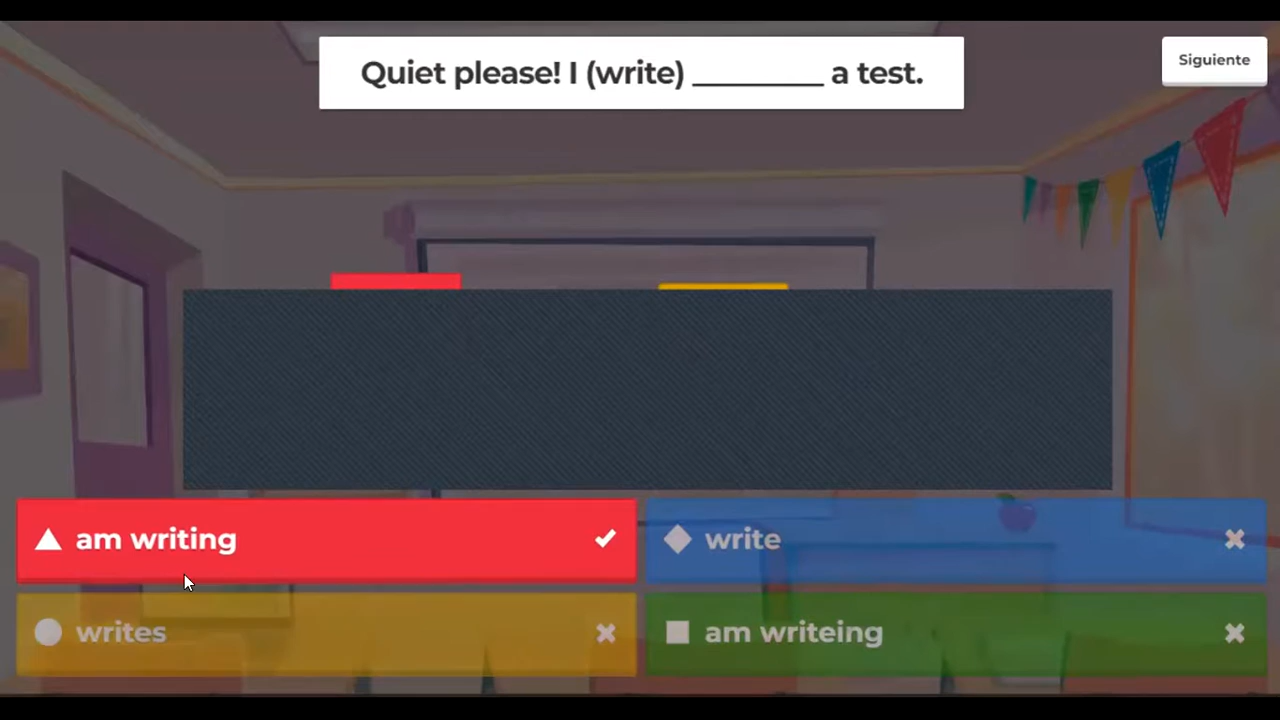 Quiet please! I (write) _________ a test.
Siguiente
am writing
write
writes
am writeing